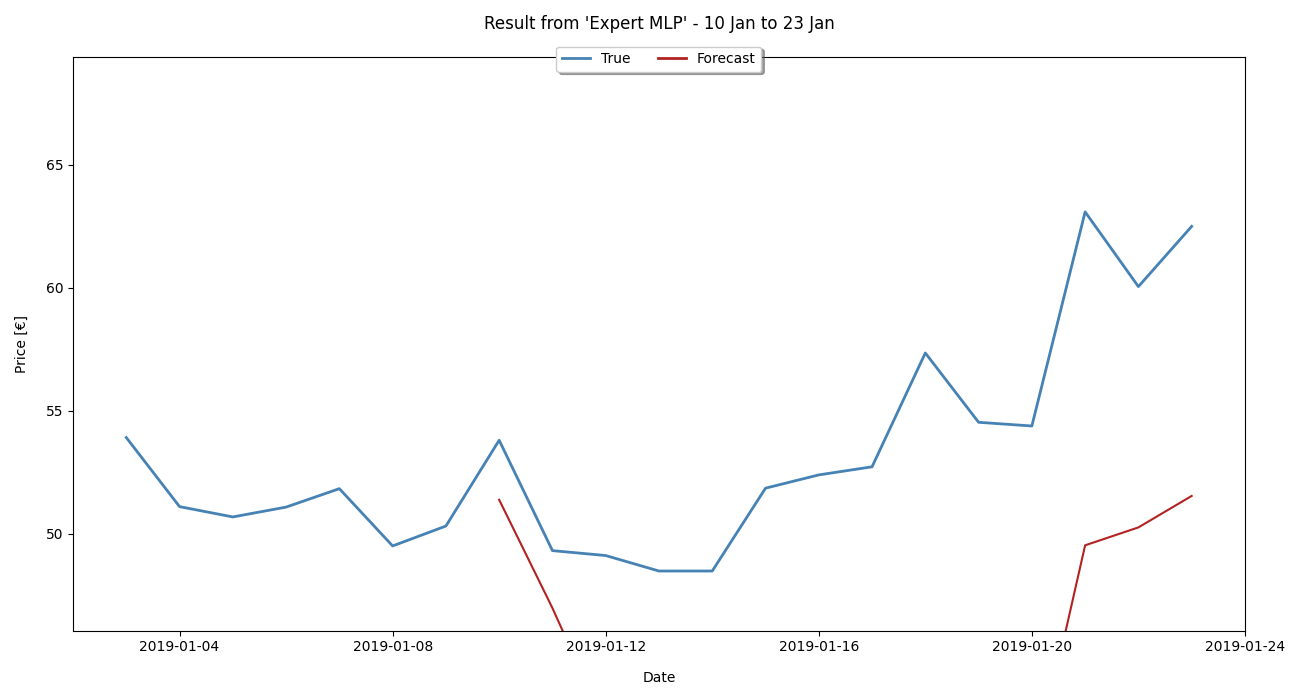 Result from 'Expert MLP' - 10 Jan to 23 Jan
True Forecast
65
60
55
50
Price [€]
2019-01-04 2019-01-08 2019-01-12 2019-01-16 2019-01-20 2019-01-24
Date